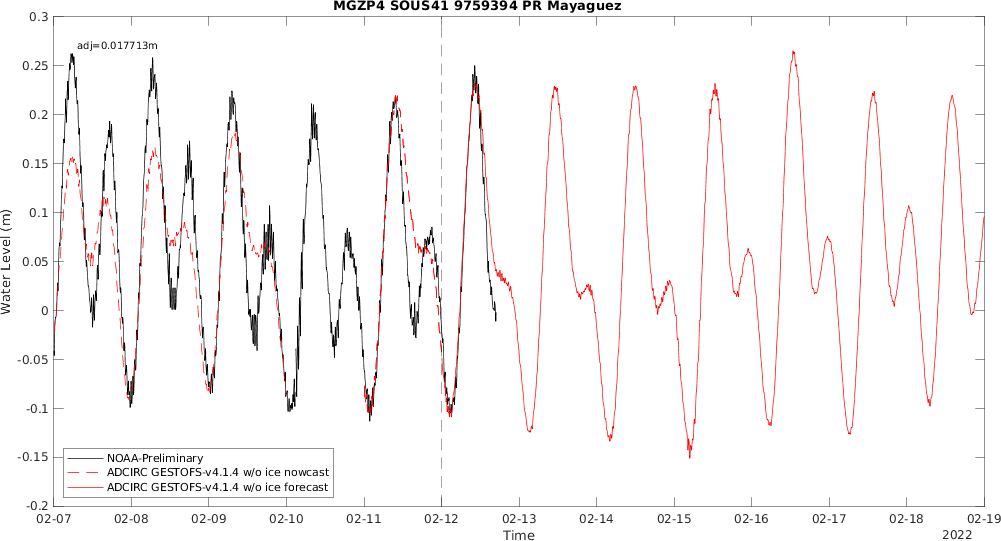 MGZP4 SOUS41 9759394 PR Mayaguez
adj=0.017713m
0.3
0.25
0.2
0.15
0.1
0.05
0
-0.05
-0.1
-0.15
-0.2
Water Level (m)
NOAA-Preliminary
ADCIRC GESTOFS-v4.1.4 w/o ice nowcast
ADCIRC GESTOFS-v4.1.4 w/o ice forecast
02-07 02-08 02-09 02-10 02-11 02-12 02-13 02-14 02-15 02-16 02-17 02-18 02-19
Time
2022